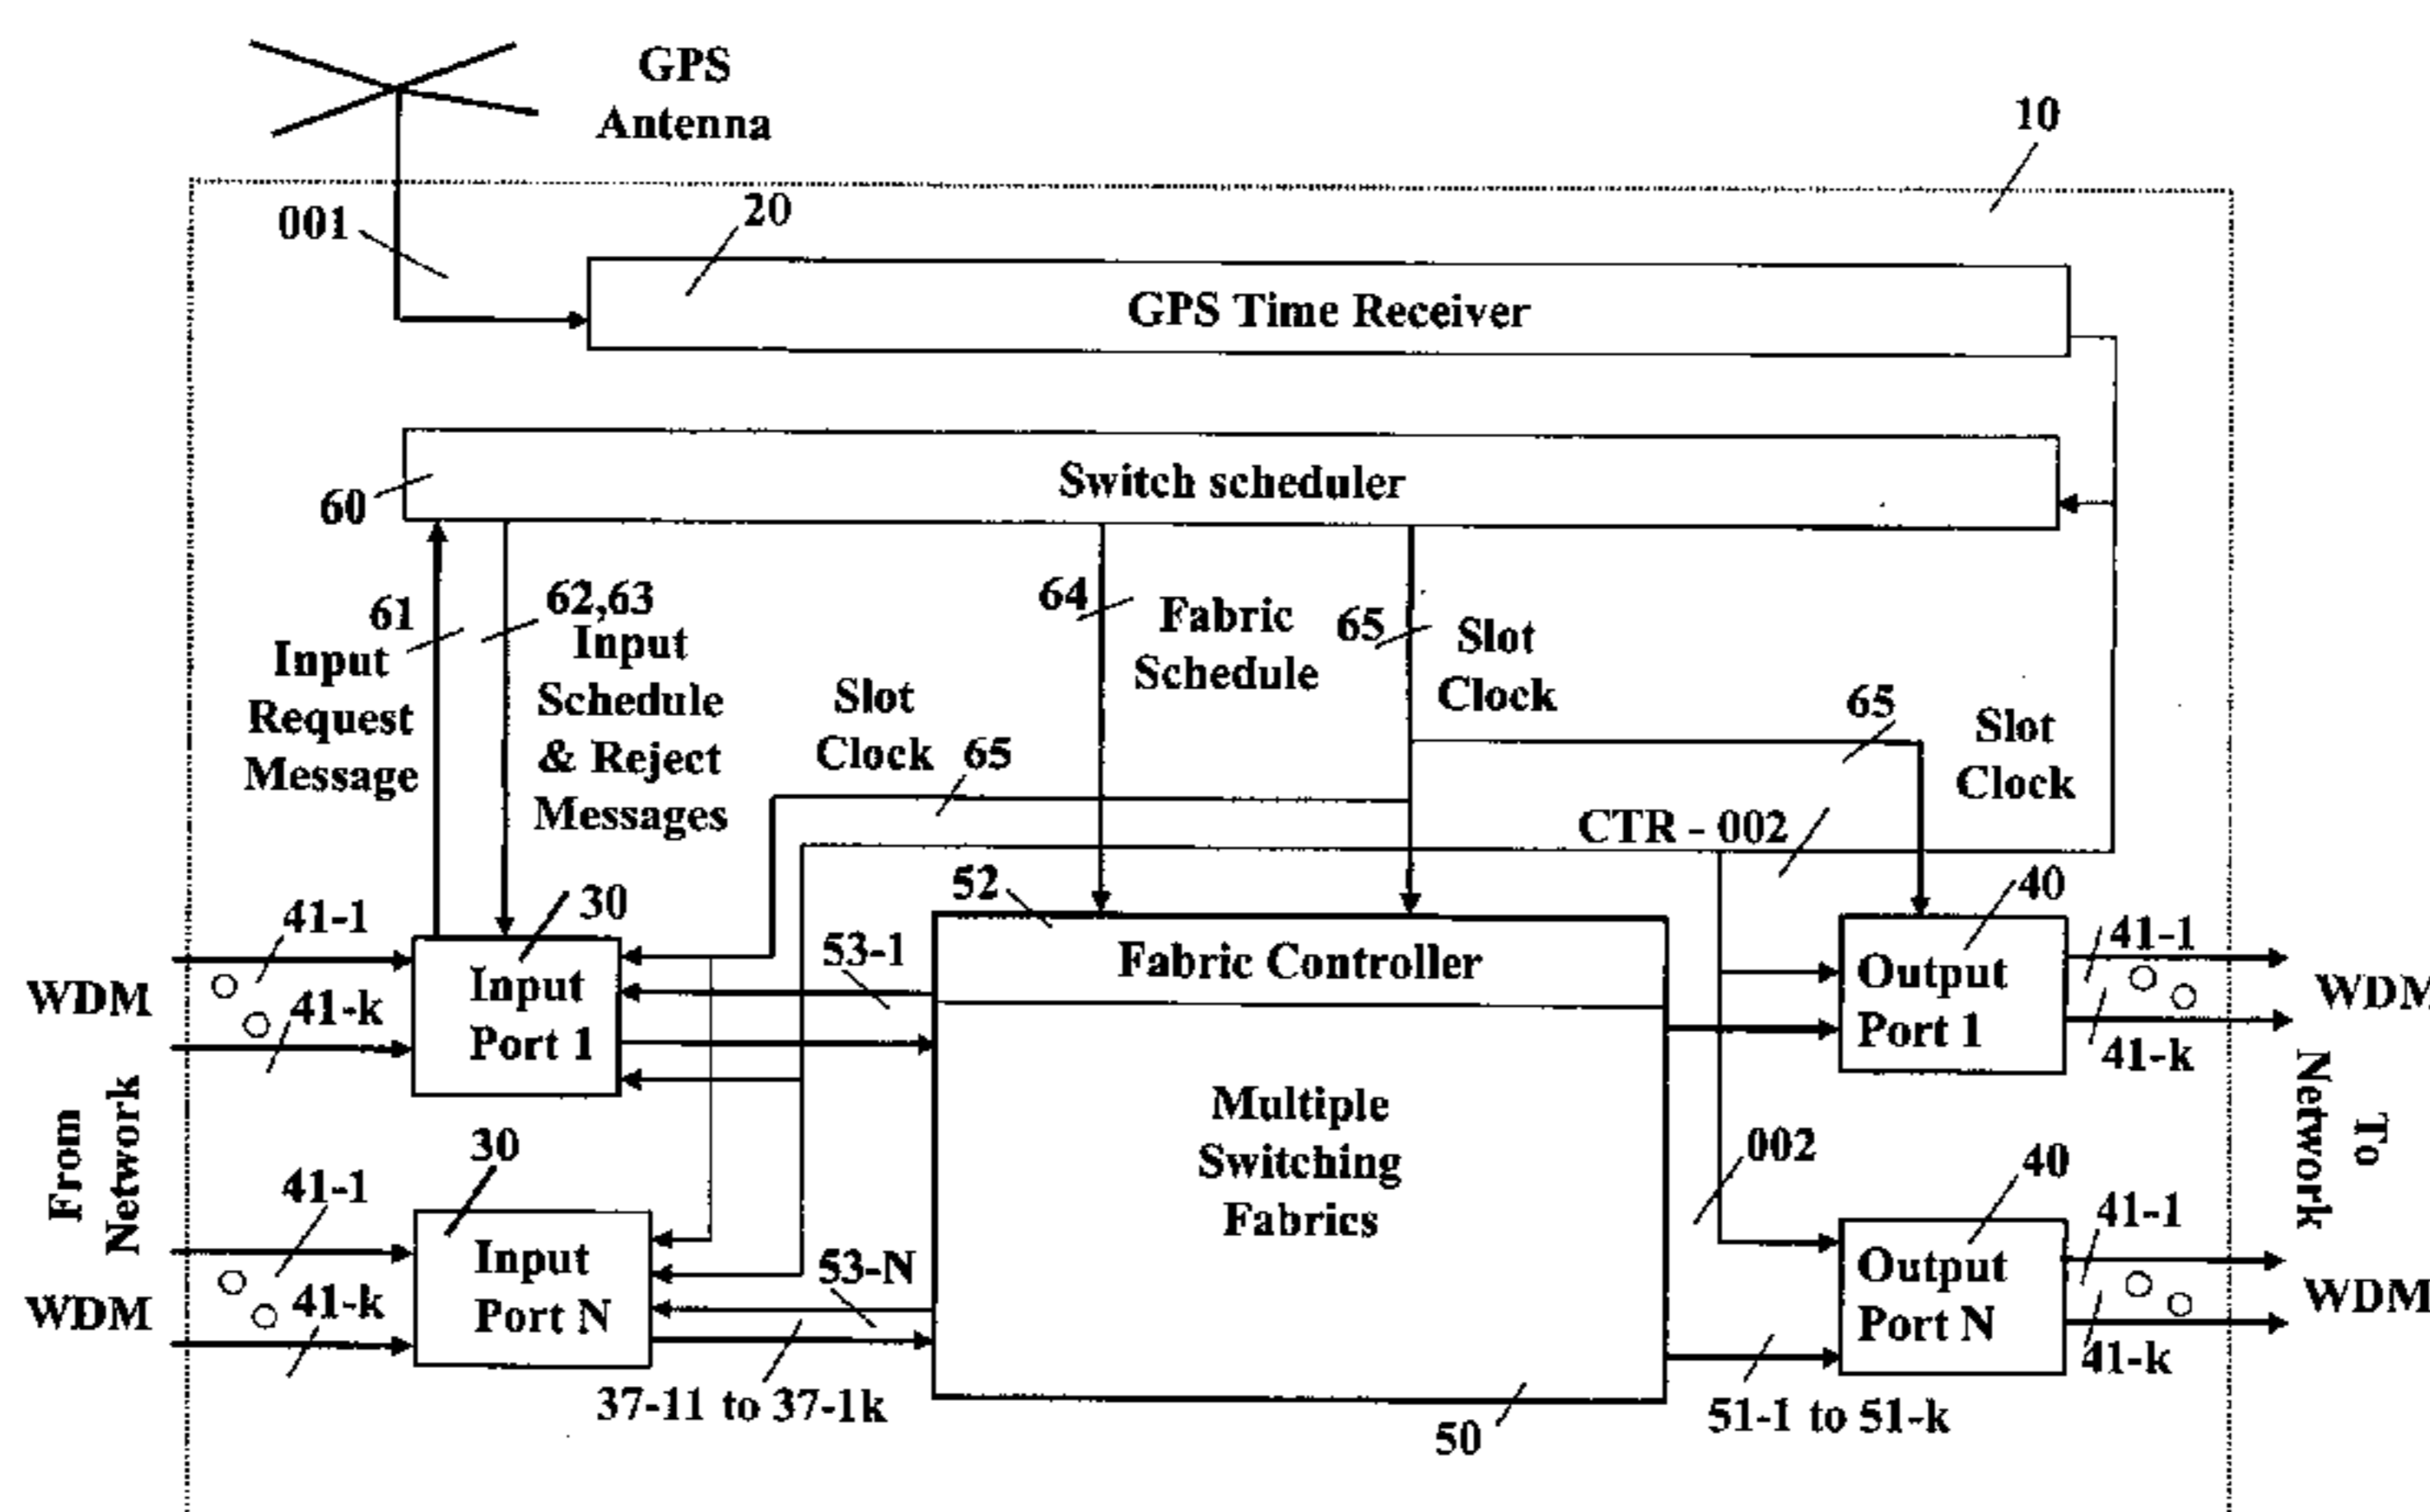 GPS
Antenna
10
001
20
GPS Time Receiver
Switch scheduler
60
61
Input
Request
Message
62,63
Input
Schedule
& Reject
Messages
64
Fabric
Schedule
65
Slot
Clock
Slot
Clock 65
65
Slot
Clock
CTR - 002
52
30
40
41-1
WDM
41-k
Input
Port 1
53-1
Fabric Controller
Output
Port 1
41-1
41-k
WDM
Multiple
Switching
Fabrics
From
Network
To
Network
002
30
40
41-1
WDM
41-k
Input
Port N
53-N
Output
Port N
41-1
41-k
WDM
37-11 to 37-1k
50
51-1 to 51-k